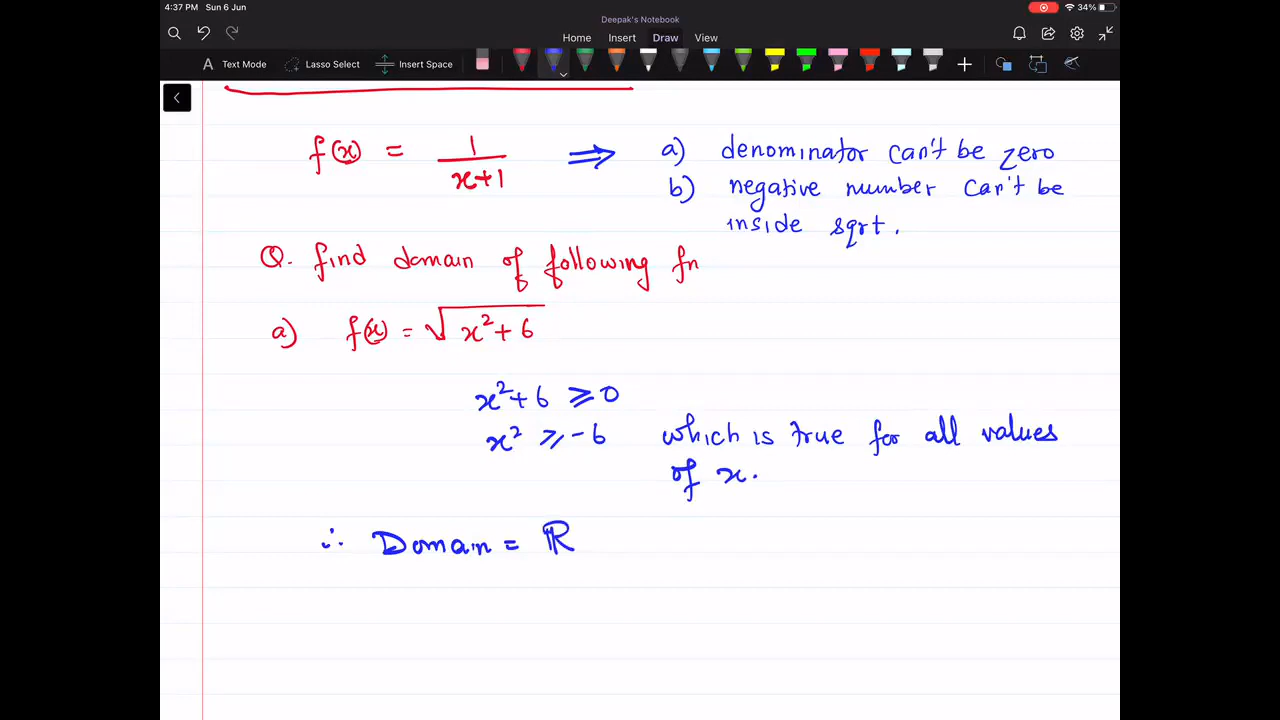 4:37 PM Sun 6 Jun
34%
Deepak's Notebook
Home Insert Draw View
A Text Mode Lasso Select Insert Space
f(x) = 1/(x+1) ⇒ a) denominator can't be zero
b) negative number can't be
inside sqrt.
Q. find domain of following fn
a) f(x) = √(x²+6)
x²+6 ⩾ 0
x² ⩾ -6 which is true for all values
of x.
∴ Domain = ℝ